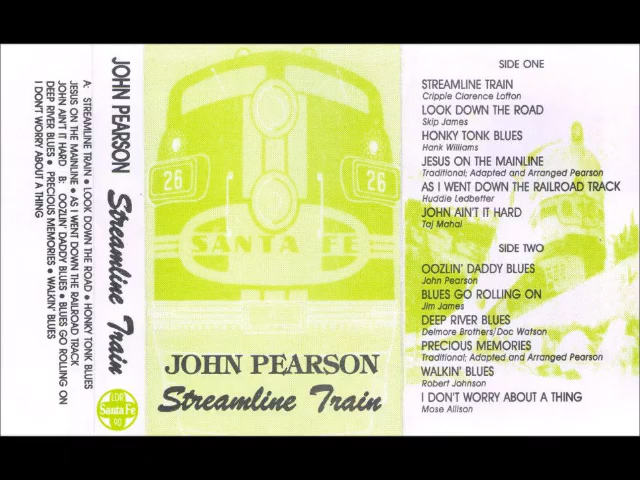 A: STREAMLINE TRAIN • LOOK DOWN THE ROAD • HONKY TONK BLUES
JESUS ON THE MAINLINE • AS I WENT DOWN THE RAILROAD TRACK
JOHN AIN'T IT HARD B: OOZLIN' DADDY BLUES • BLUES GO ROLLING ON
DEEP RIVER BLUES • PRECIOUS MEMORIES • WALKIN' BLUES
I DON'T WORRY ABOUT A THING
JOHN PEARSON Streamline Train
LDR
Santa Fe
90
26
26
SANTA FE
JOHN PEARSON
Streamline Train
SIDE ONE
STREAMLINE TRAIN
Cripple Clarence Lofton
LOOK DOWN THE ROAD
Skip James
HONKY TONK BLUES
Hank Williams
JESUS ON THE MAINLINE
Traditional; Adapted and Arranged Pearson
AS I WENT DOWN THE RAILROAD TRACK
Huddie Ledbetter
JOHN AIN'T IT HARD
Taj Mahal
SIDE TWO
OOZLIN' DADDY BLUES
John Pearson
BLUES GO ROLLING ON
Jim James
DEEP RIVER BLUES
Delmore Brothers/Doc Watson
PRECIOUS MEMORIES
Traditional; Adapted and Arranged Pearson
WALKIN' BLUES
Robert Johnson
I DON'T WORRY ABOUT A THING
Mose Allison